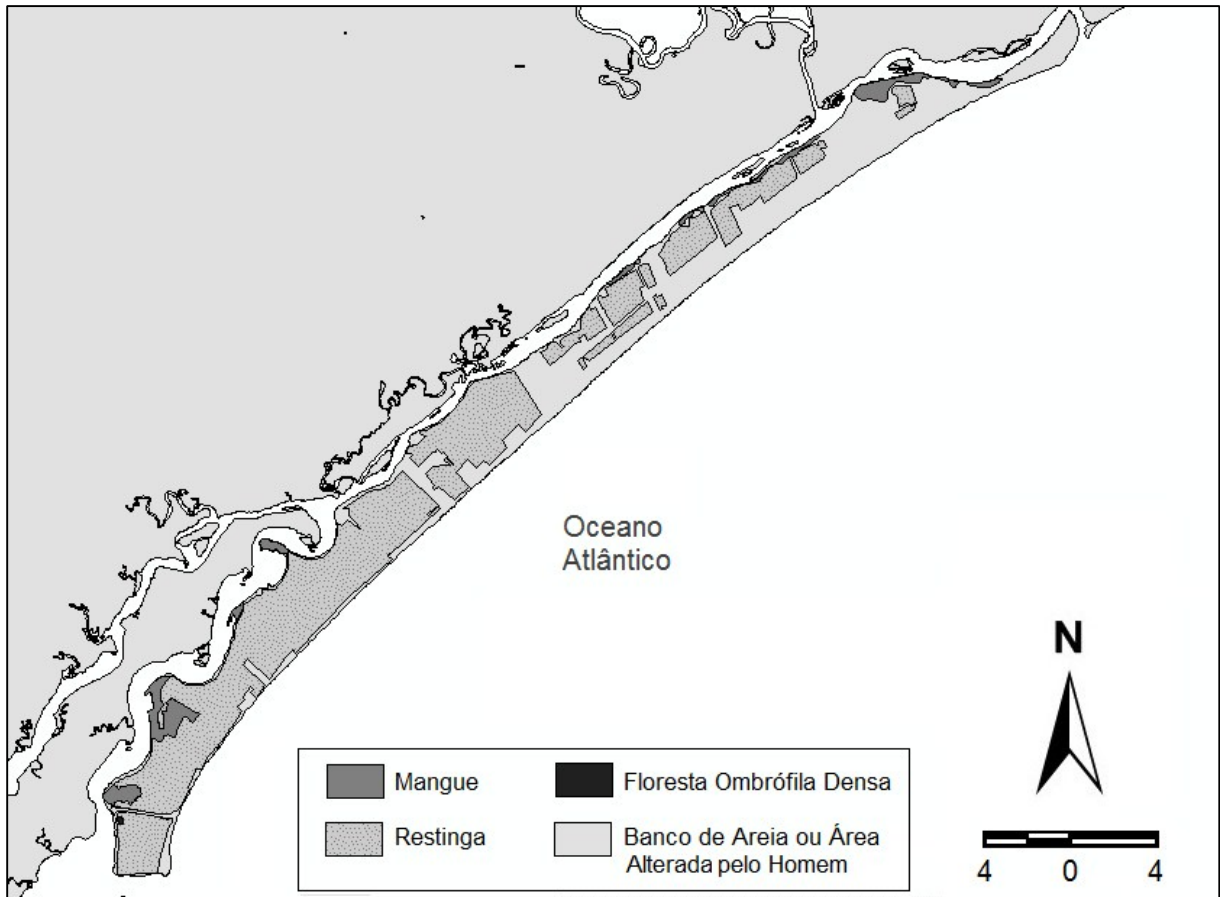 Oceano
Atlântico
N
Mangue
Floresta Ombrófila Densa
Restinga
Banco de Areia ou Área
Alterada pelo Homem
4 0 4